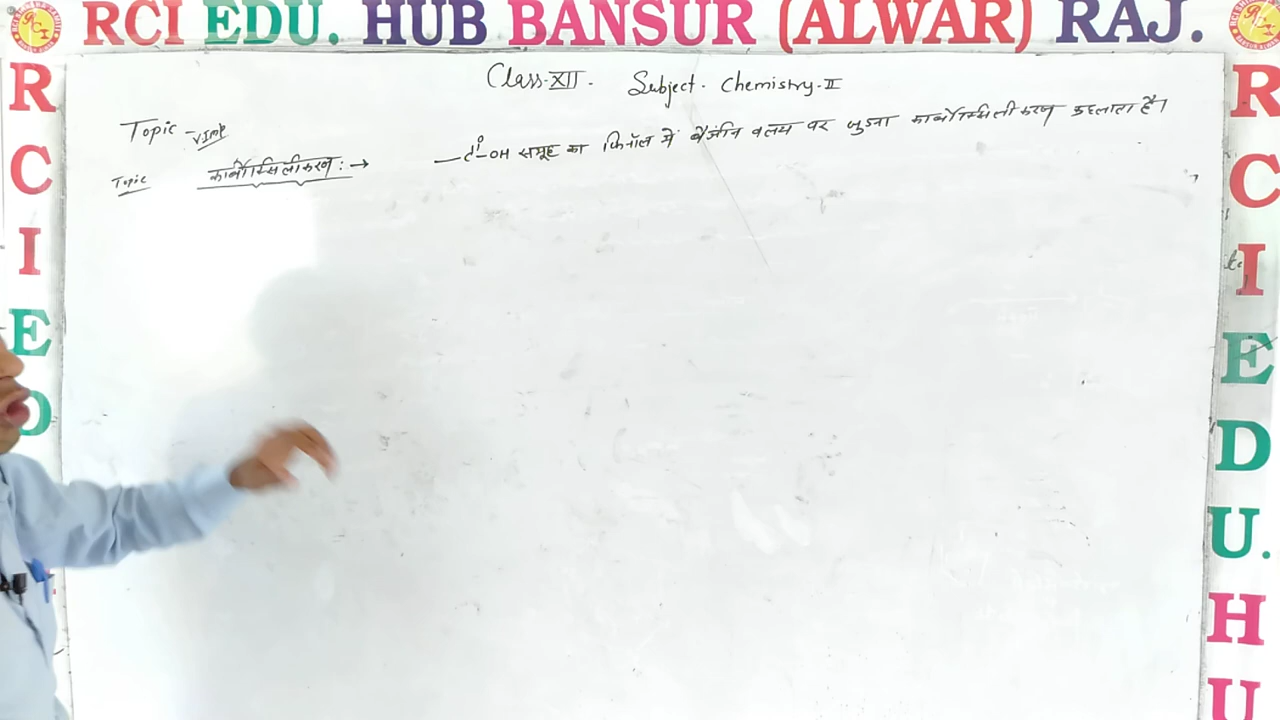 RCI EDU. HUB BANSUR (ALWAR) RAJ.
Class-XII. Subject. Chemistry-II
Topic - VImp
Topic कार्बोक्सिलीकरण :→ -C-OH समूह का फिनॉल में बैंजीन वलय पर जुड़ना कार्बोक्सिलीकरण कहलाता है।
O
R
C
I
E
D
R
C
I
E
D
U.
H
U